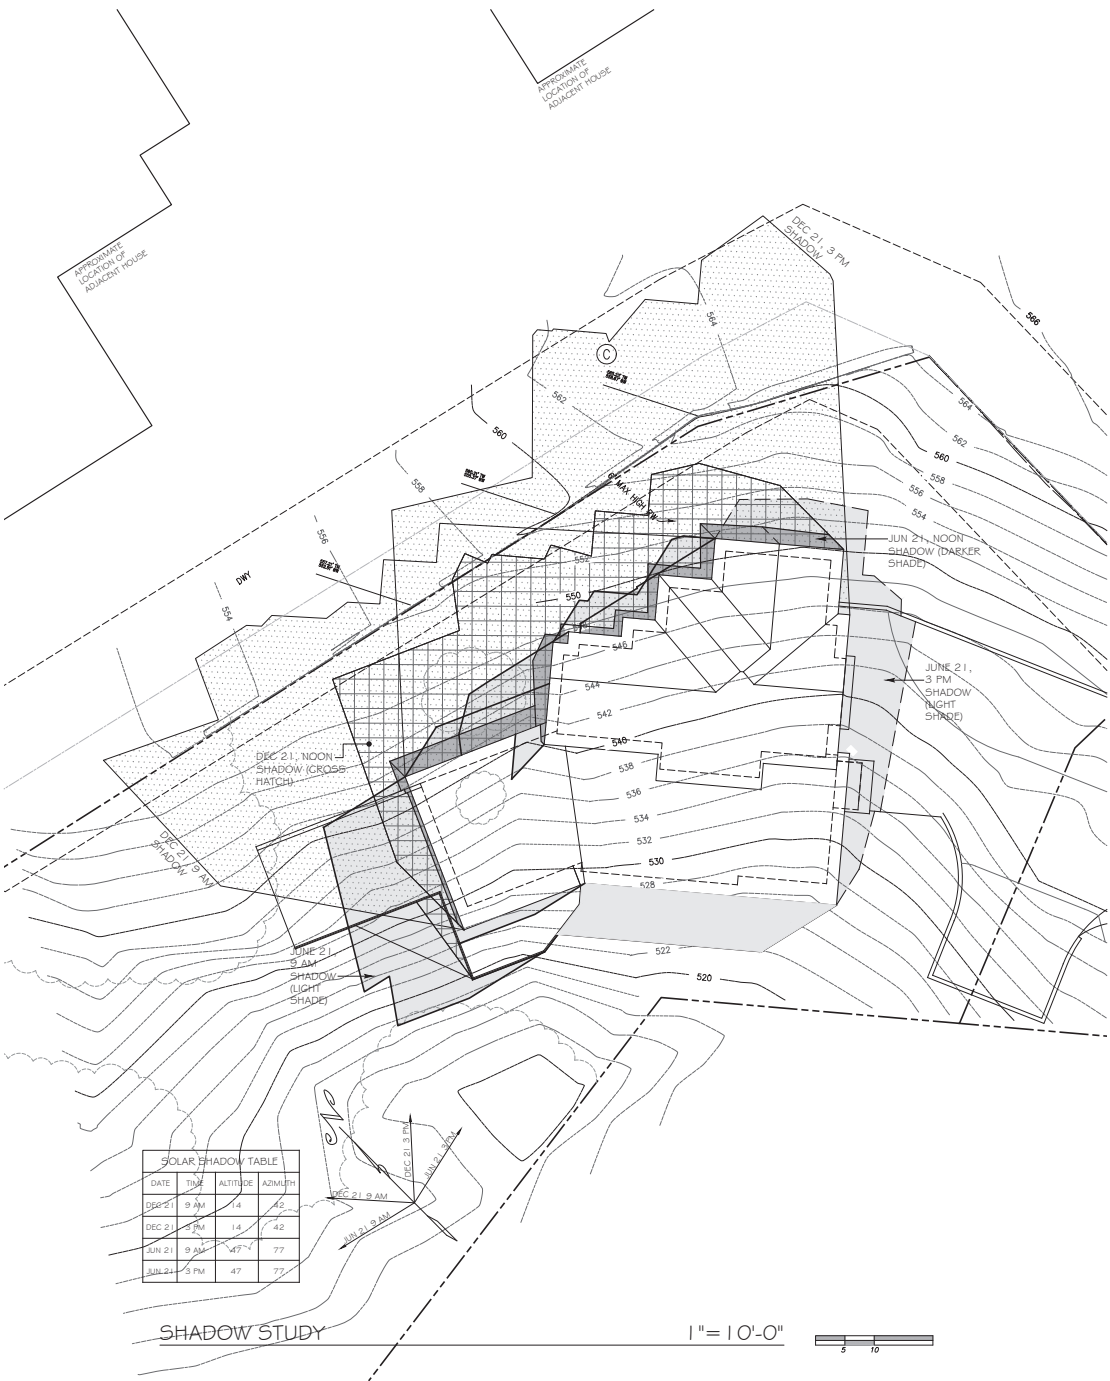 APPROXIMATE
LOCATION OF
ADJACENT HOUSE
APPROXIMATE
LOCATION OF
ADJACENT HOUSE
DEC 21, 3 PM
SHADOW
566
564
C
562
560
558
556
554
DWY
6' MAX HIGH RW
564
562
560
558
556
554
552
550
548
546
544
542
540
538
536
534
532
530
528
522
520
JUN 21, NOON
SHADOW (DARKER
SHADE)
JUNE 21,
3 PM
SHADOW
(LIGHT
SHADE)
DEC 21, NOON
SHADOW (CROSS
HATCH)
DEC 21, 9 AM
SHADOW
JUNE 21,
9 AM
SHADOW
(LIGHT
SHADE)
N
DEC 21 3 PM
JUN 21 3 PM
DEC 21 9 AM
JUN 21 9 AM
SOLAR SHADOW TABLE
DATE TIME ALTITUDE AZIMUTH
DEC 21 9 AM 14 42
DEC 21 3 PM 14 42
JUN 21 9 AM 47 77
JUN 21 3 PM 47 77
SHADOW STUDY 1"=10'-0"
5 10